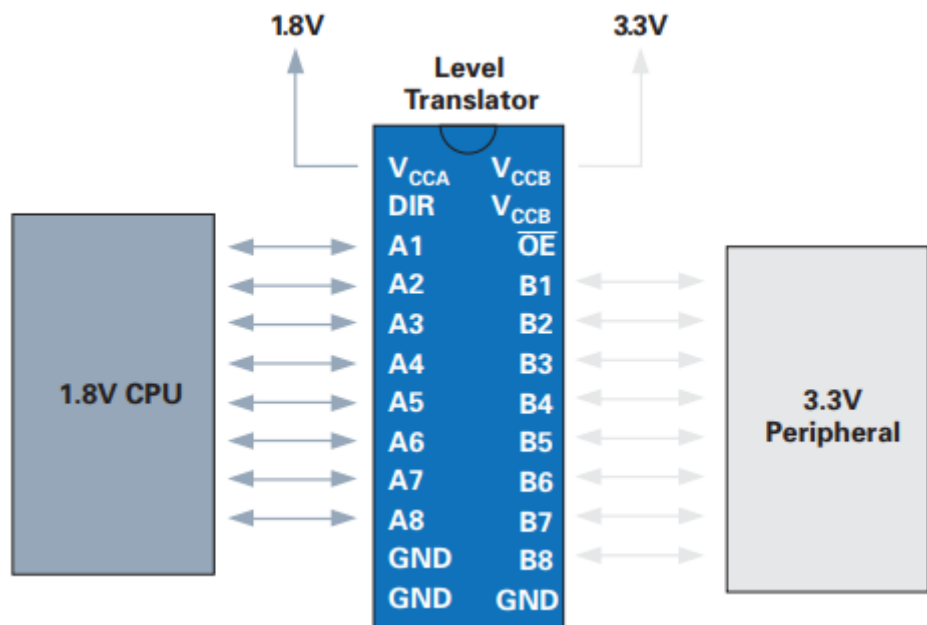 1.8V 3.3V
Level
Translator
VCCA VCCB
DIR VCCB
A1 O̅E̅
A2 B1
A3 B2
A4 B3
A5 B4
A6 B5
A7 B6
A8 B7
GND B8
GND GND
1.8V CPU
3.3V
Peripheral